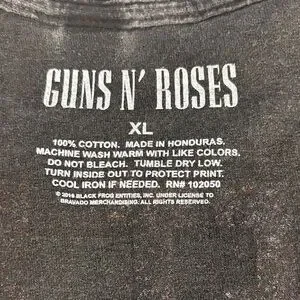 GUNS N' ROSES
XL
100% COTTON. MADE IN HONDURAS.
MACHINE WASH WARM WITH LIKE COLORS.
DO NOT BLEACH. TUMBLE DRY LOW.
TURN INSIDE OUT TO PROTECT PRINT.
COOL IRON IF NEEDED. RN# 102050
© 2016 BLACK FROG ENTITIES, INC. UNDER LICENSE TO
BRAVADO MERCHANDISING. ALL RIGHTS RESERVED.